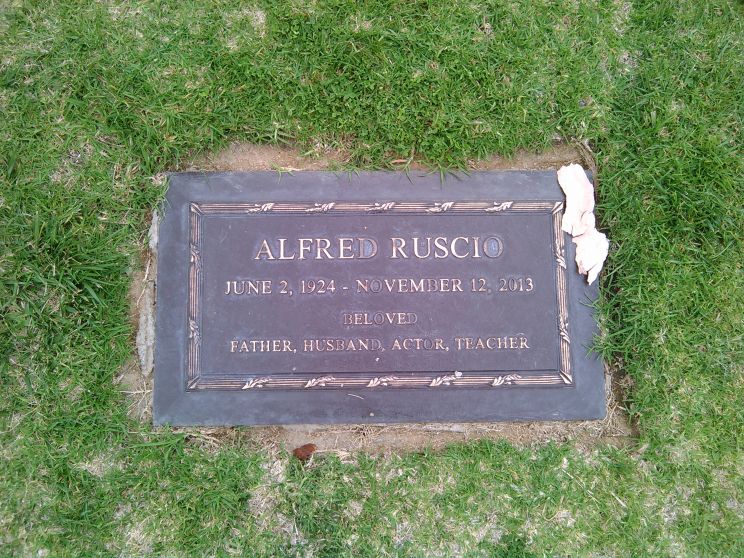 ALFRED RUSCIO
JUNE 2, 1924 - NOVEMBER 12, 2013
BELOVED
FATHER, HUSBAND, ACTOR, TEACHER